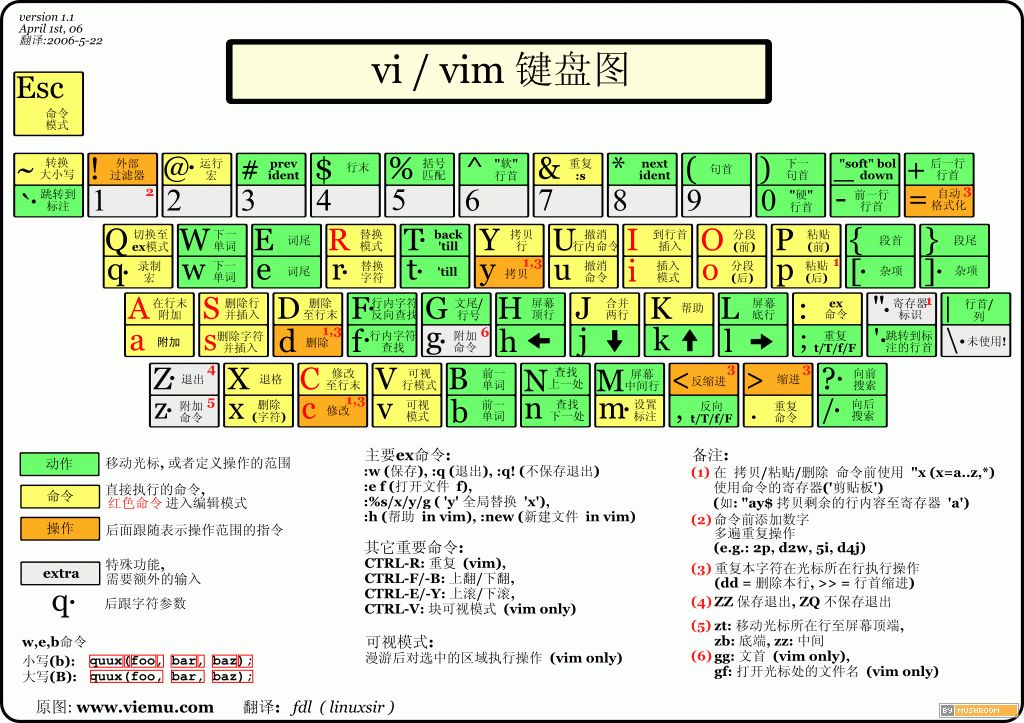 version 1.1
April 1st, 06
翻译:2006-5-22
vi / vim 键盘图
Esc
命令
模式
~ 转换
大小写
! 外部
过滤器
@· 运行
宏
# prev
ident
$ 行末
% 括号
匹配
^ "软"
行首
& 重复
:s
* next
ident
( 句首
) 下一
句首
"soft" bol
_ down
+ 后一行
行首
`· 跳转到
标注
1 2
2
3
4
5
6
7
8
9
0 "硬"
行首
- 前一行
行首
= 自动 3
格式化
Q 切换至
ex模式
W 下一
单词
E 词尾
R 替换
模式
T· back
'till
Y 拷贝
行
U 撤消
行内命令
I 到行首
插入
O 分段
(前)
P 粘贴
(前)
{ 段首
} 段尾
q· 录制
宏
w 下一
单词
e 词尾
r· 替换
字符
t· 'till
y 拷贝 1,3
u 撤消
命令
i 插入
模式
o 分段
(后)
p 粘贴 1
(后)
[· 杂项
]· 杂项
A 在行末
附加
S 删除行
并插入
D 删除
至行末
F· 行内字符
反向查找
G 文尾/
行号
H 屏幕
顶行
J 合并
两行
K 帮助
L 屏幕
底行
: ex
命令
"· 寄存器 1
标识
| 行首/
列
a 附加
s 删除字符
并插入
d 删除 1,3
f· 行内字符
查找
g· 附加 6
命令
h ←
j ↓
k ↑
l →
; 重复
t/T/f/F
'· 跳转到标
注的行首
\· 未使用!
Z· 退出 4
X 退格
C 修改
至行末
V 可视
行模式
B 前一
单词
N 查找
上一处
M 屏幕
中间行
< 反缩进 3
> 缩进 3
?· 向前
搜索
z· 附加 5
命令
x 删除
(字符)
c 修改 1,3
v 可视
模式
b 前一
单词
n 查找
下一处
m· 设置
标注
, 反向
t/T/f/F
. 重复
命令
/· 向后
搜索
动作 移动光标, 或者定义操作的范围
命令 直接执行的命令,
红色命令 进入编辑模式
操作 后面跟随表示操作范围的指令
extra 特殊功能,
需要额外的输入
q· 后跟字符参数
w,e,b命令
小写(b): quux(foo, bar, baz);
大写(B): quux(foo, bar, baz);
原图: www.viemu.com 翻译: fdl ( linuxsir )
主要ex命令:
:w (保存), :q (退出), :q! (不保存退出)
:e f (打开文件 f),
:%s/x/y/g ( 'y' 全局替换 'x'),
:h (帮助 in vim), :new (新建文件 in vim)
其它重要命令:
CTRL-R: 重复 (vim),
CTRL-F/-B: 上翻/下翻,
CTRL-E/-Y: 上滚/下滚,
CTRL-V: 块可视模式 (vim only)
可视模式:
漫游后对选中的区域执行操作 (vim only)
备注:
(1) 在 拷贝/粘贴/删除 命令前使用 "x (x=a..z,*)
使用命令的寄存器('剪贴板')
(如: "ay$ 拷贝剩余的行内容至寄存器 'a')
(2) 命令前添加数字
多遍重复操作
(e.g.: 2p, d2w, 5i, d4j)
(3) 重复本字符在光标所在行执行操作
(dd = 删除本行, >> = 行首缩进)
(4) ZZ 保存退出, ZQ 不保存退出
(5) zt: 移动光标所在行至屏幕顶端,
zb: 底端, zz: 中间
(6) gg: 文首 (vim only),
gf: 打开光标处的文件名 (vim only)
BY MUSHROOM